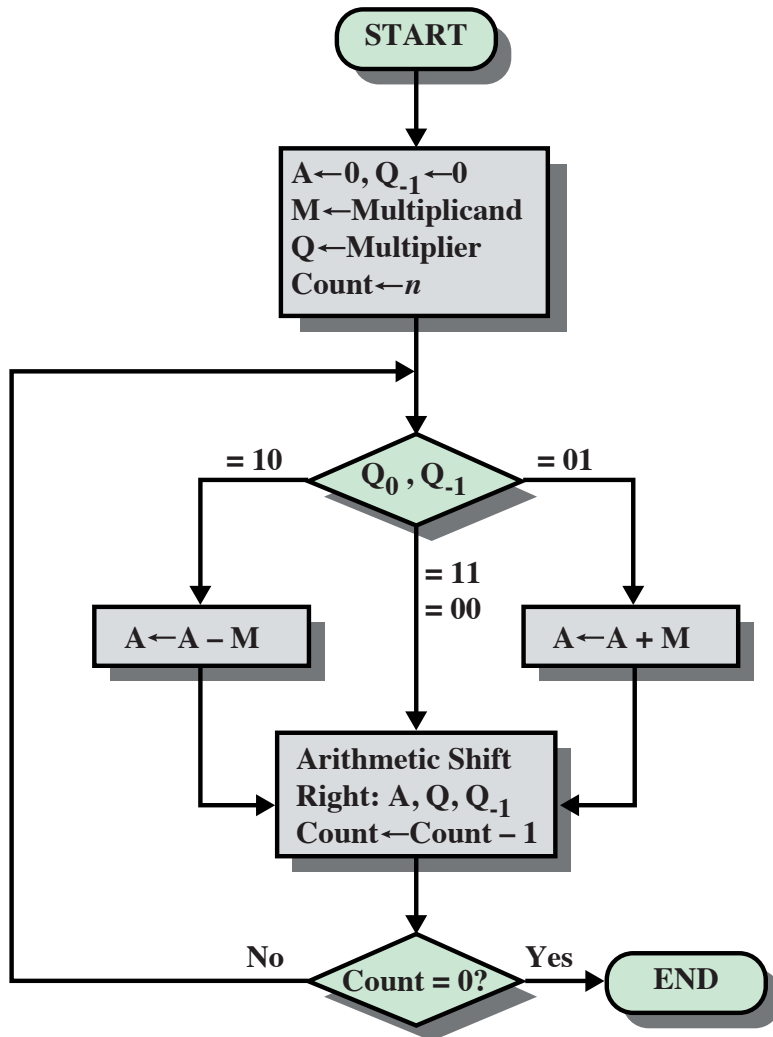 START
A←0, Q₋₁←0
M←Multiplicand
Q←Multiplier
Count←n
= 10
Q₀ , Q₋₁
= 01
= 11
= 00
A←A – M
A←A + M
Arithmetic Shift
Right: A, Q, Q₋₁
Count←Count – 1
No
Count = 0?
Yes
END